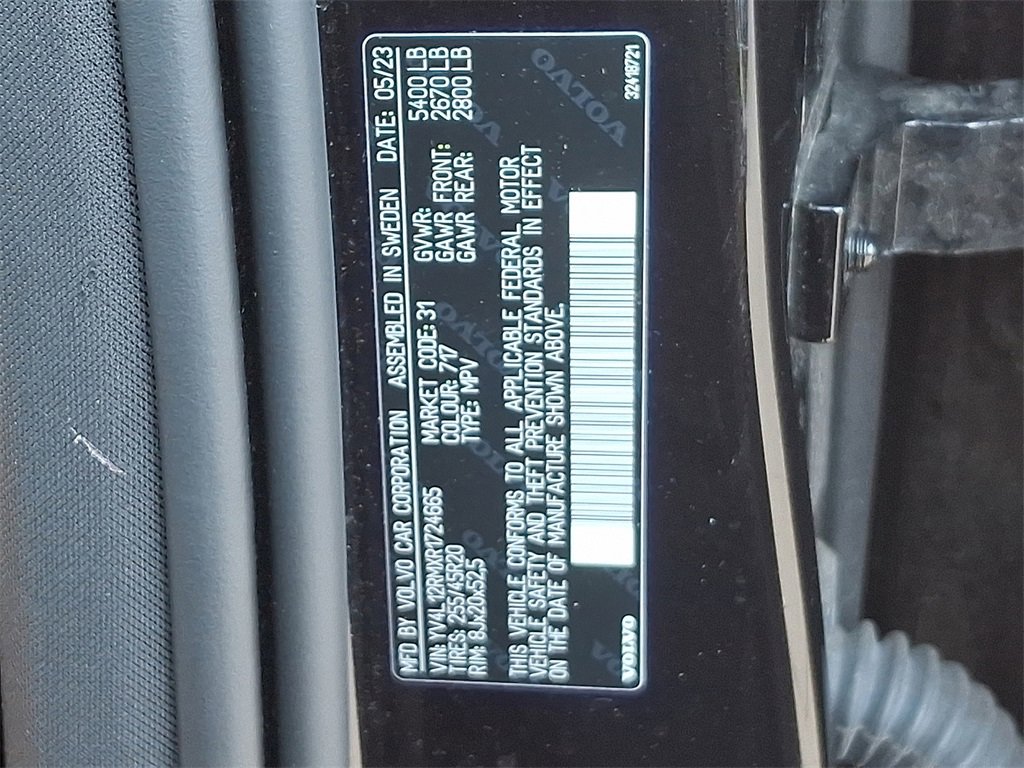 MFD BY VOLVO CAR CORPORATION ASSEMBLED IN SWEDEN DATE: 05/23
VIN: YV4L12RMXR1724665 MARKET CODE: 31 GVWR: 5400 LB
TIRES: 255/45R20 COLOUR: 717 GAWR FRONT: 2670 LB
RIM: 8Jx20x52,5 TYPE: MPV GAWR REAR: 2800 LB
THIS VEHICLE CONFORMS TO ALL APPLICABLE FEDERAL MOTOR
VEHICLE SAFETY AND THEFT PREVENTION STANDARDS IN EFFECT
ON THE DATE OF MANUFACTURE SHOWN ABOVE.
VOLVO 32418721